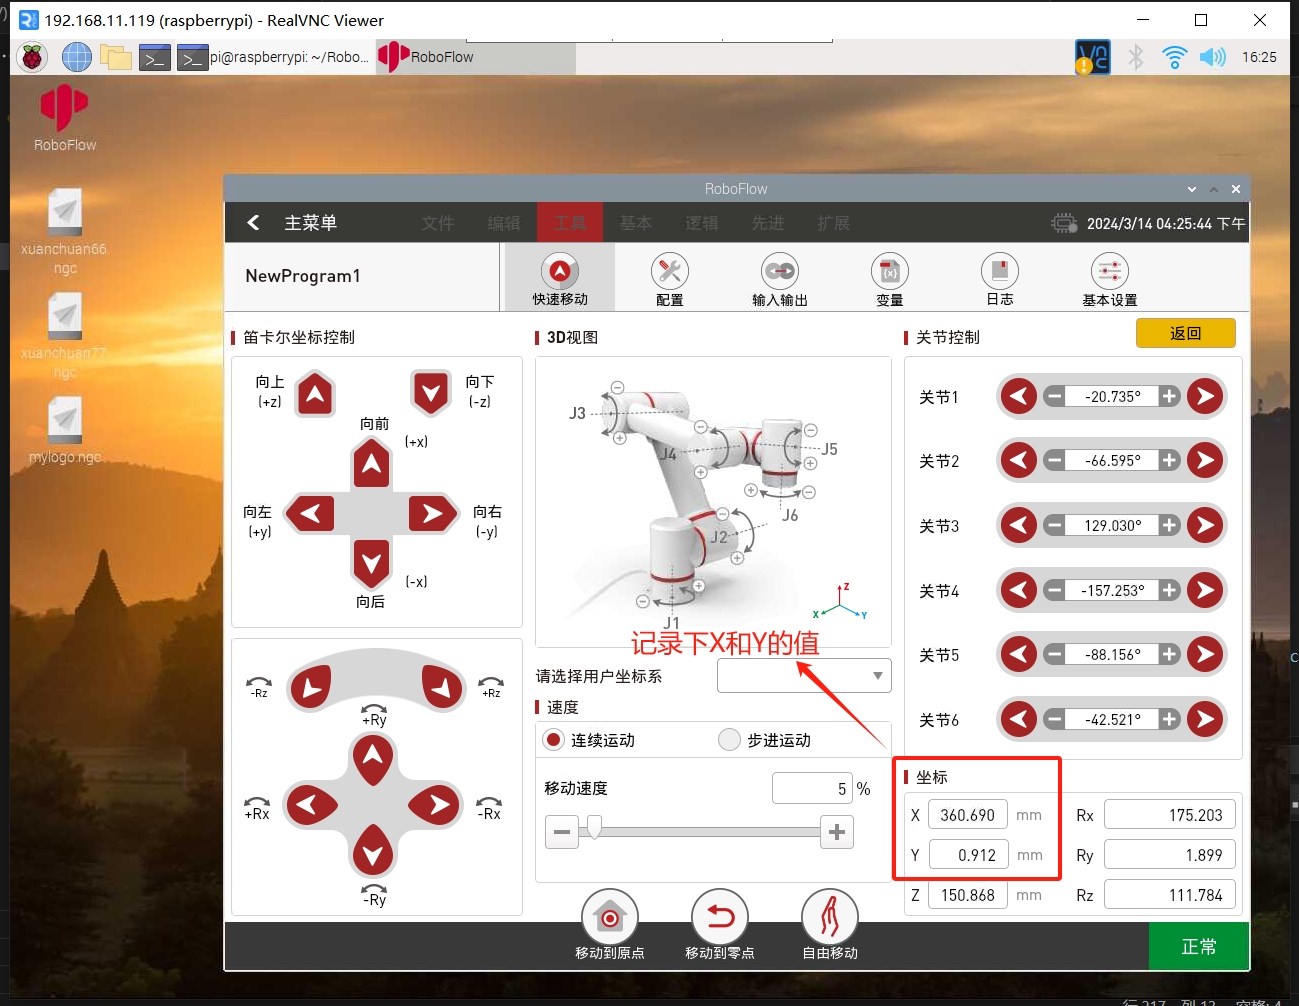 192.168.11.119 (raspberrypi) - RealVNC Viewer
pi@raspberrypi: ~/Robo...
RoboFlow
16:25
RoboFlow
xuanchuan66.
ngc
xuanchuan77.
ngc
mylogo.ngc
RoboFlow
主菜单
文件
编辑
工具
基本
逻辑
先进
扩展
2024/3/14 04:25:44 下午
NewProgram1
快速移动
配置
输入输出
变量
日志
基本设置
笛卡尔坐标控制
向上
(+z)
向下
(-z)
向前
(+x)
向左
(+y)
向右
(-y)
(-x)
向后
-Rz
+Rz
+Ry
+Rx
-Rx
-Ry
3D视图
J3
J4
J5
J6
J2
J1
Z
X
Y
记录下X和Y的值
请选择用户坐标系
速度
连续运动
步进运动
移动速度
5 %
关节控制
返回
关节1 -20.735°
关节2 -66.595°
关节3 129.030°
关节4 -157.253°
关节5 -88.156°
关节6 -42.521°
坐标
X 360.690 mm Rx 175.203
Y 0.912 mm Ry 1.899
Z 150.868 mm Rz 111.784
移动到原点
移动到零点
自由移动
正常